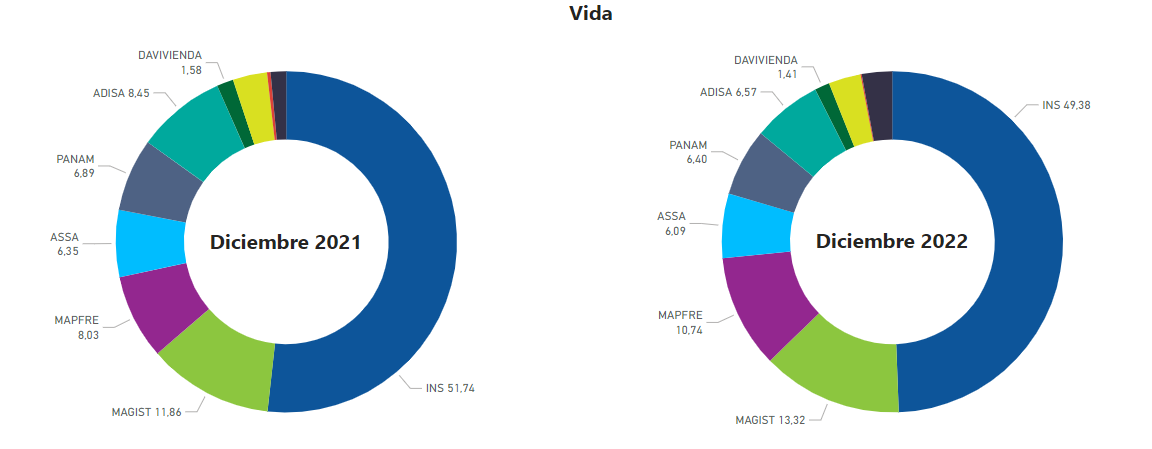 Vida
DAVIVIENDA
1,58
ADISA 8,45
PANAM
6,89
ASSA
6,35
MAPFRE
8,03
MAGIST 11,86
INS 51,74
Diciembre 2021
DAVIVIENDA
1,41
ADISA 6,57
PANAM
6,40
ASSA
6,09
MAPFRE
10,74
MAGIST 13,32
INS 49,38
Diciembre 2022